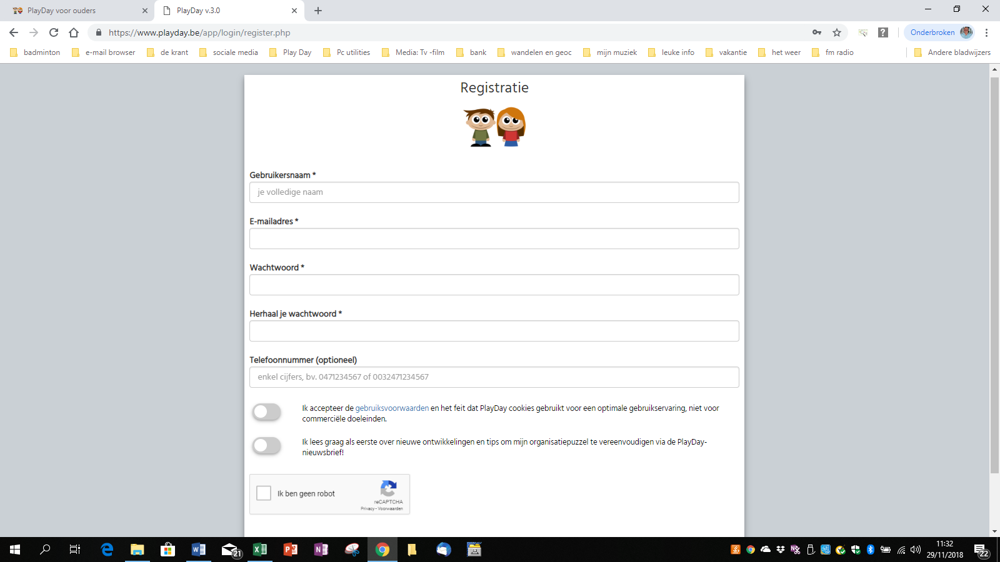 PlayDay voor ouders
PlayDay v.3.0
https://www.playday.be/app/login/register.php
Onderbroken
badminton
e-mail browser
de krant
sociale media
Play Day
Pc utilities
Media: Tv -film
bank
wandelen en geoc
mijn muziek
leuke info
vakantie
het weer
fm radio
Andere bladwijzers
Registratie
Gebruikersnaam *
je volledige naam
E-mailadres *
Wachtwoord *
Herhaal je wachtwoord *
Telefoonnummer (optioneel)
enkel cijfers, bv. 0471234567 of 0032471234567
Ik accepteer de gebruiksvoorwaarden en het feit dat PlayDay cookies gebruikt voor een optimale gebruikservaring, niet voor
commerciële doeleinden.
Ik lees graag als eerste over nieuwe ontwikkelingen en tips om mijn organisatiepuzzel te vereenvoudigen via de PlayDay-
nieuwsbrief!
Ik ben geen robot
reCAPTCHA
Privacy - Voorwaarden
21
11:32
29/11/2018
22